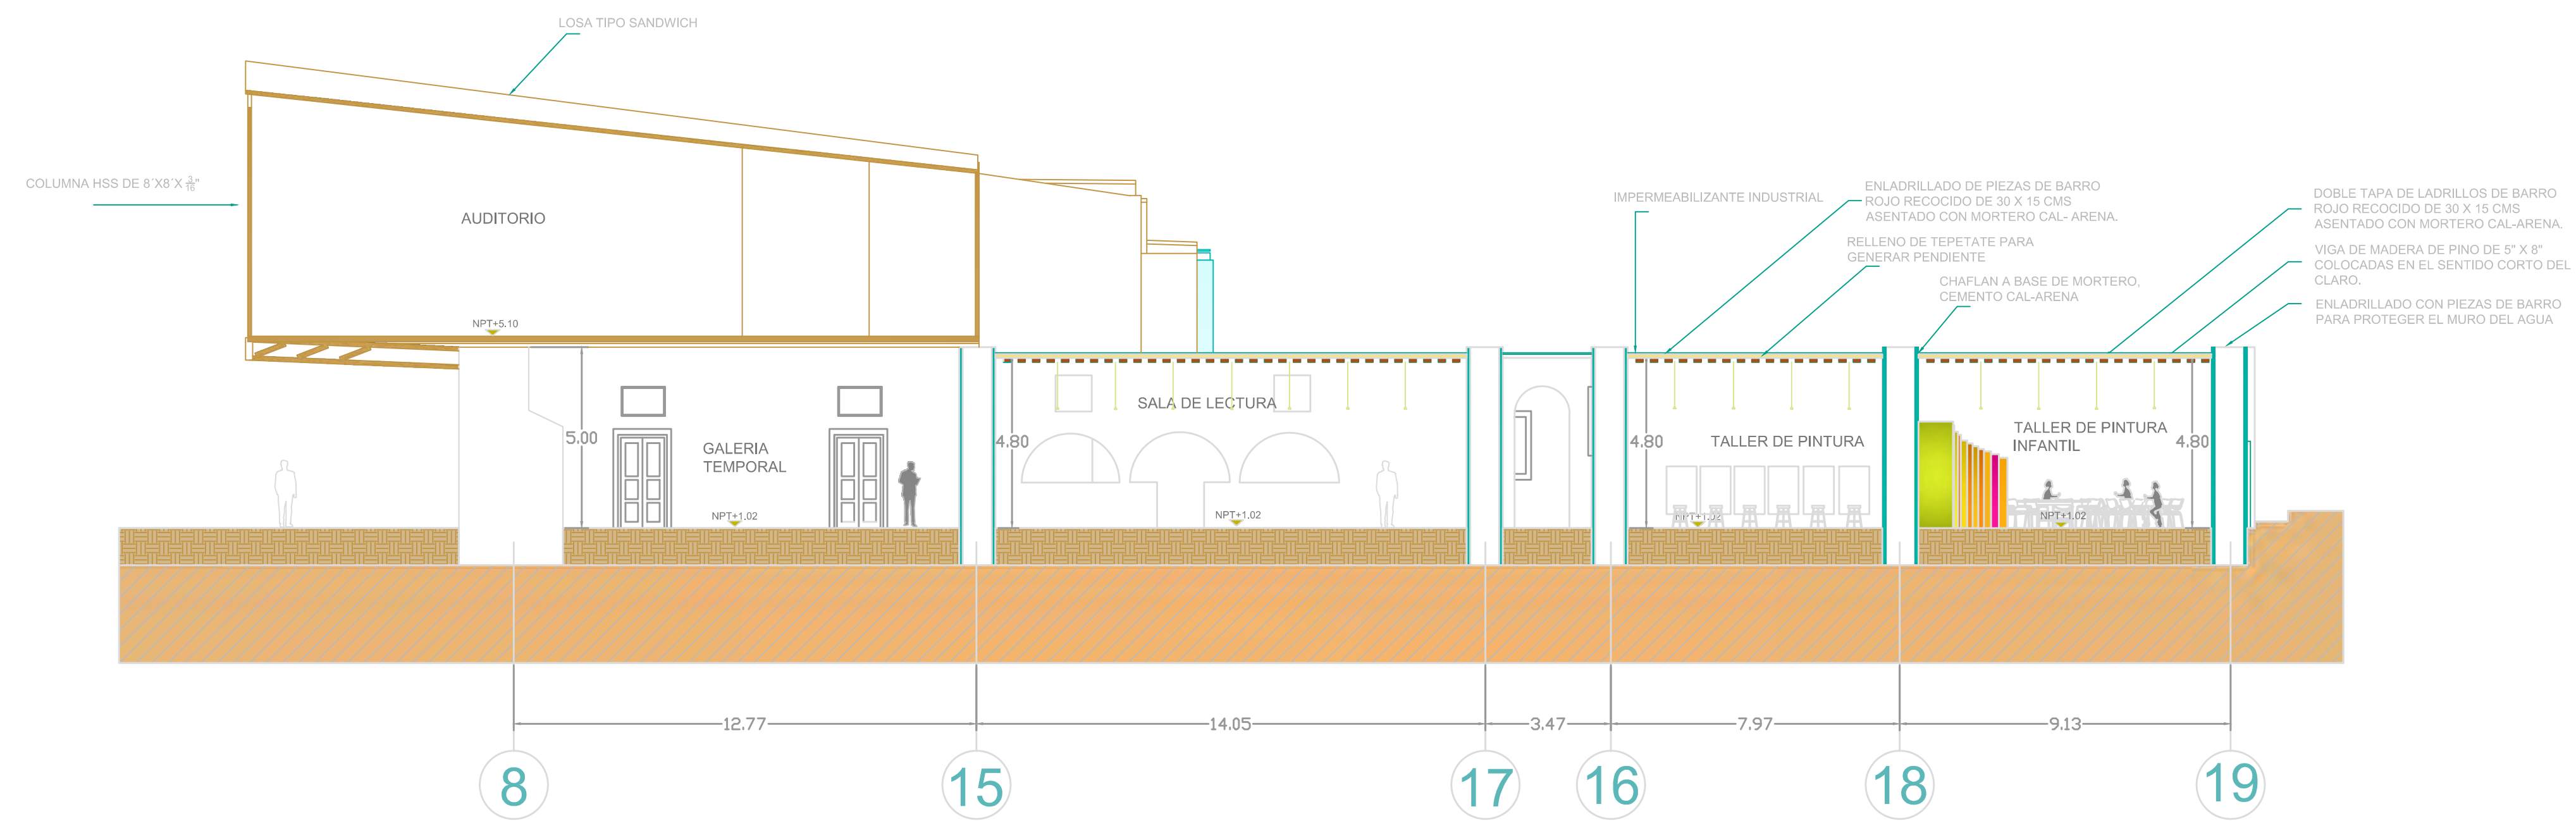 LOSA TIPO SANDWICH
COLUMNA HSS DE 8´X8´X 3/16"
AUDITORIO
NPT+5.10
IMPERMEABILIZANTE INDUSTRIAL
ENLADRILLADO DE PIEZAS DE BARRO
ROJO RECOCIDO DE 30 X 15 CMS
ASENTADO CON MORTERO CAL- ARENA.
RELLENO DE TEPETATE PARA
GENERAR PENDIENTE
CHAFLAN A BASE DE MORTERO,
CEMENTO CAL-ARENA
DOBLE TAPA DE LADRILLOS DE BARRO
ROJO RECOCIDO DE 30 X 15 CMS
ASENTADO CON MORTERO CAL-ARENA.
VIGA DE MADERA DE PINO DE 5" X 8"
COLOCADAS EN EL SENTIDO CORTO DEL
CLARO.
ENLADRILLADO CON PIEZAS DE BARRO
PARA PROTEGER EL MURO DEL AGUA
5.00
GALERIA
TEMPORAL
NPT+1.02
4.80
SALA DE LECTURA
NPT+1.02
4.80
TALLER DE PINTURA
NPT+1.02
TALLER DE PINTURA
INFANTIL
4.80
NPT+1.02
12.77
14.05
3.47
7.97
9.13
8
15
17
16
18
19